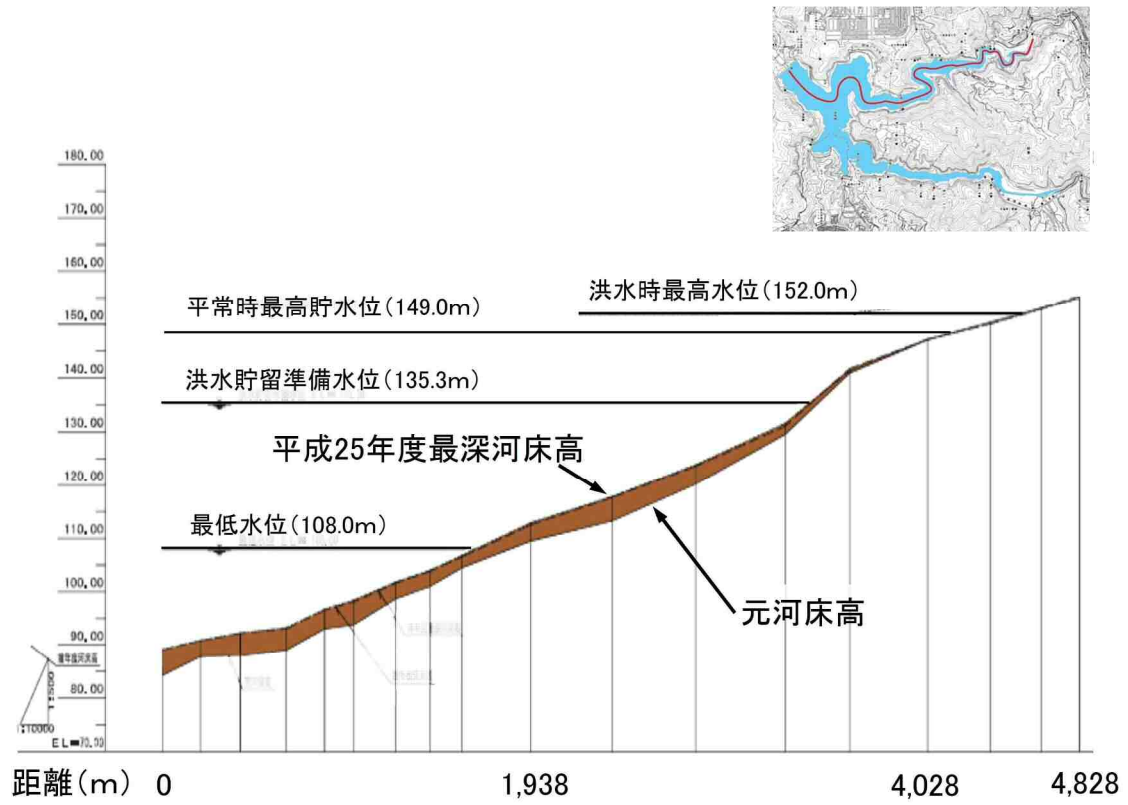 180.00
170.00
160.00
150.00
140.00
130.00
120.00
110.00
100.00
90.00
80.00
EL=70.00
洪水時最高水位(152.0m)
平常時最高貯水位(149.0m)
洪水貯留準備水位(135.3m)
平成25年度最深河床高
最低水位(108.0m)
元河床高
1:500
1:10000
距離(m) 0 1,938 4,028 4,828